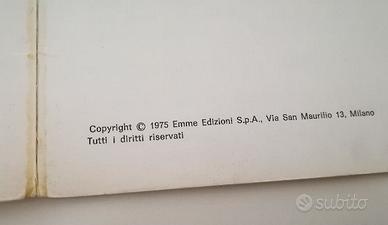 Copyright © 1975 Emme Edizioni S.p.A., Via San Maurilio 13, Milano
Tutti i diritti riservati
subito